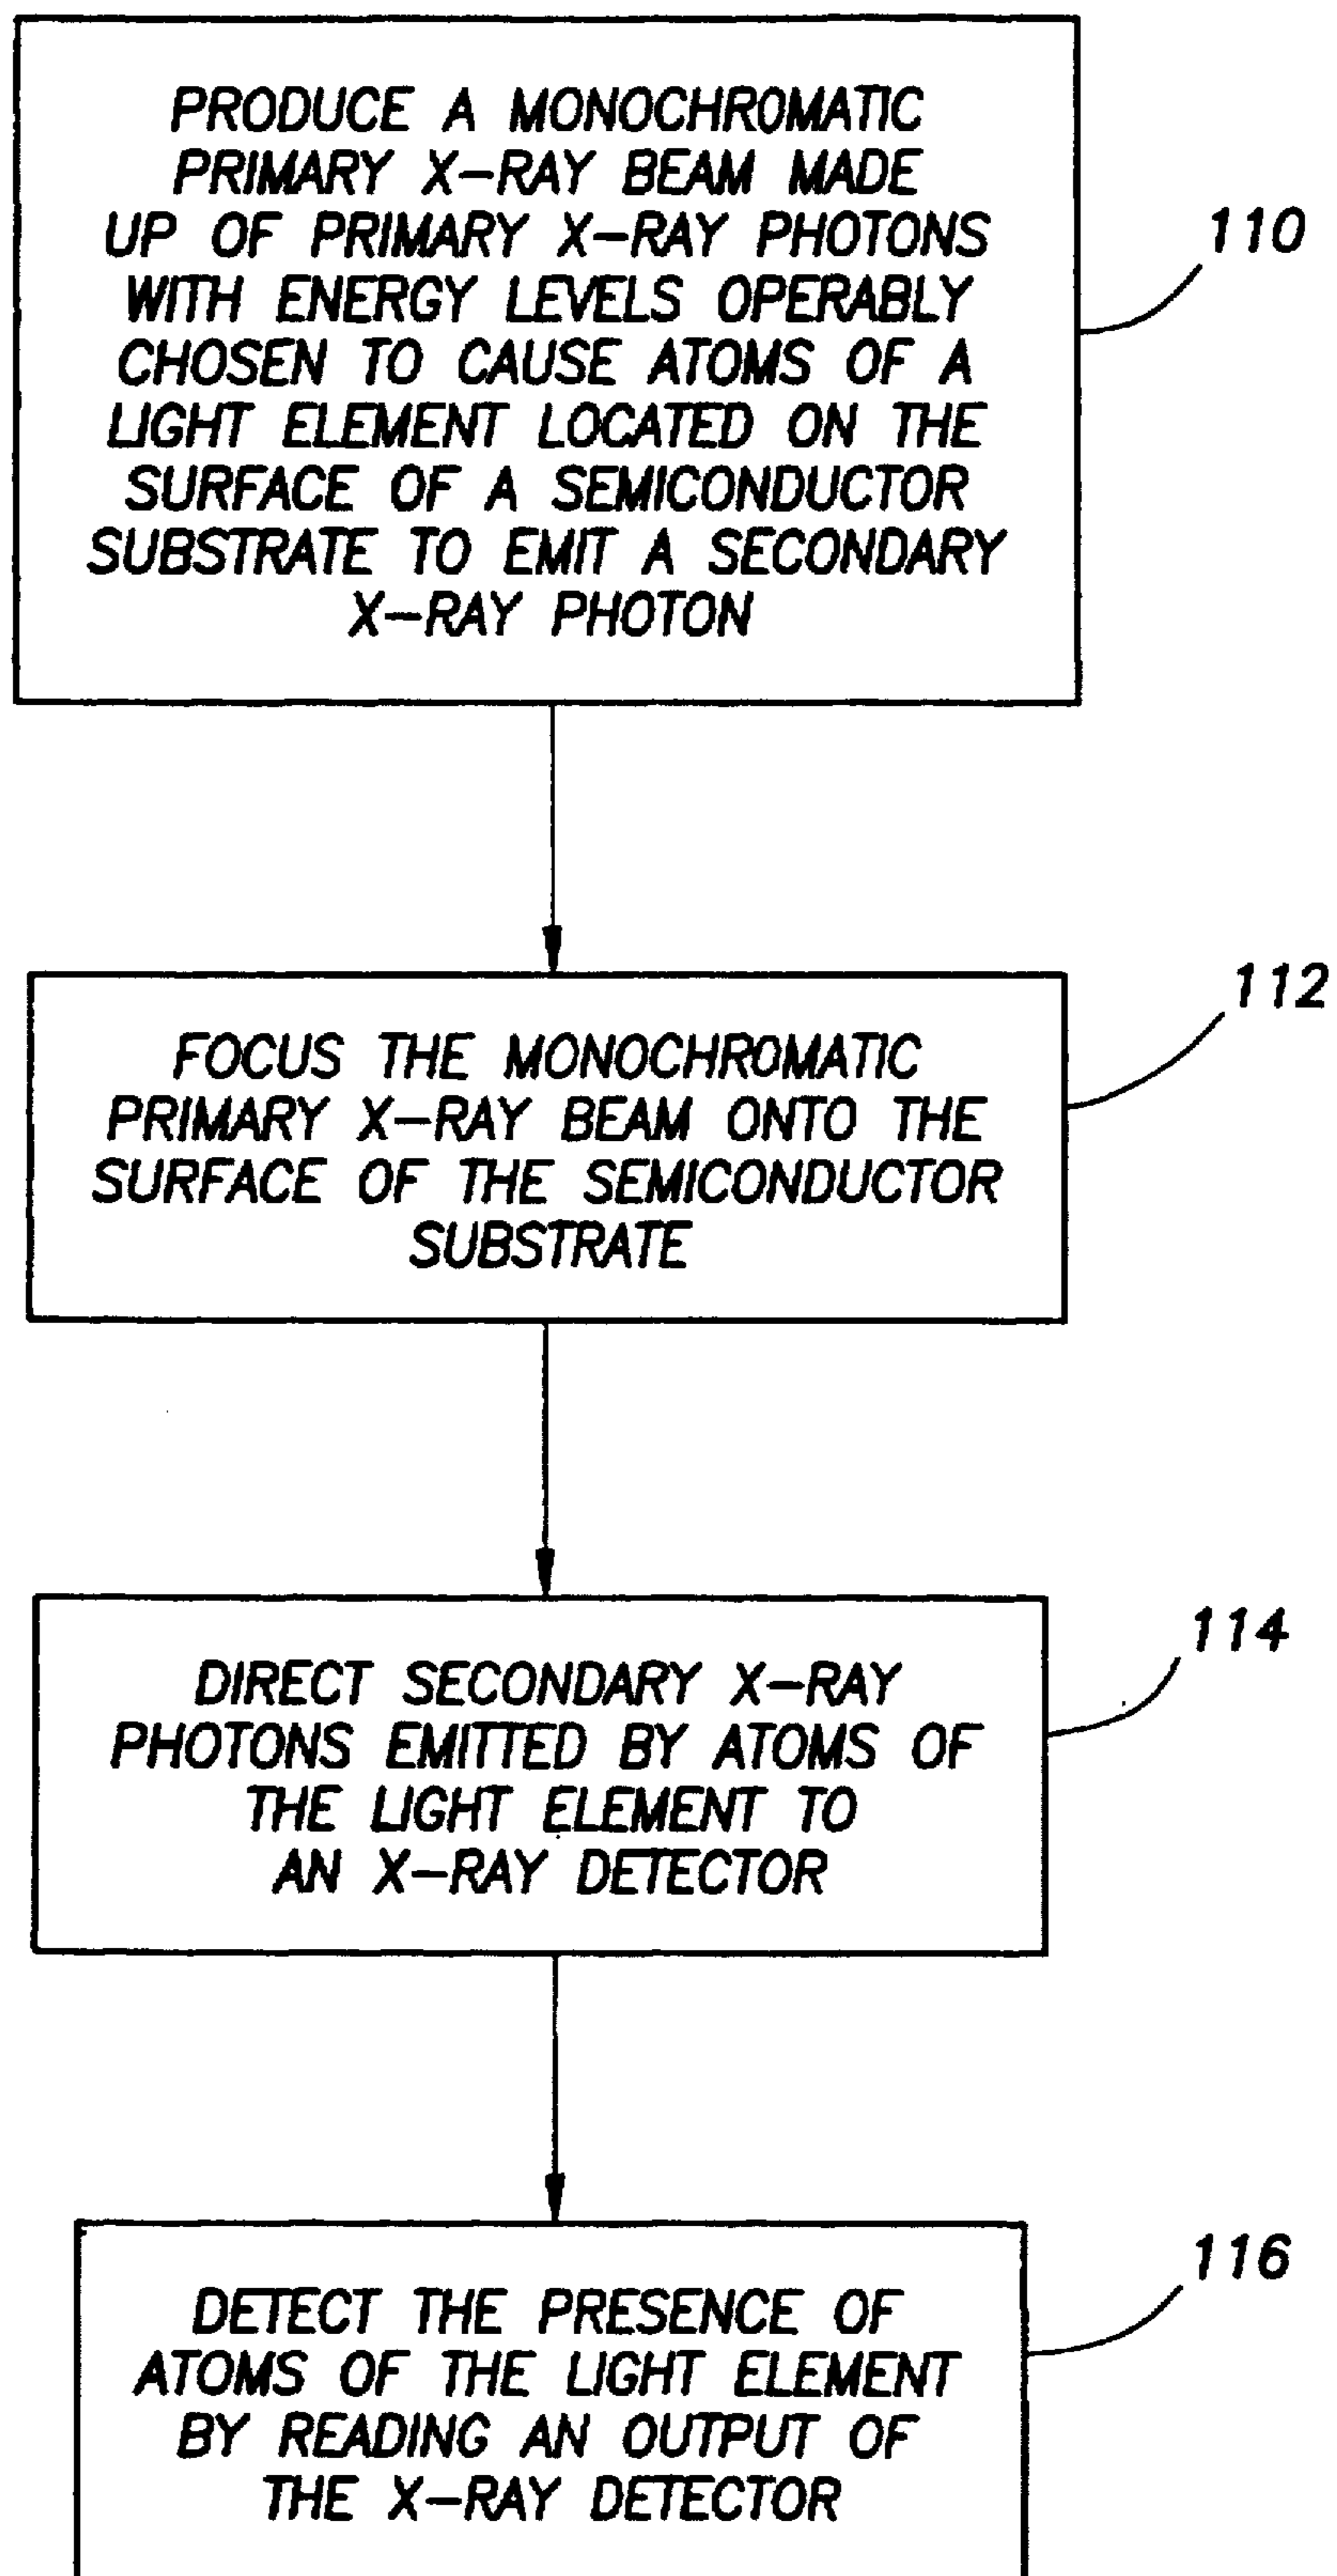 PRODUCE A MONOCHROMATIC
PRIMARY X-RAY BEAM MADE
UP OF PRIMARY X-RAY PHOTONS
WITH ENERGY LEVELS OPERABLY
CHOSEN TO CAUSE ATOMS OF A
LIGHT ELEMENT LOCATED ON THE
SURFACE OF A SEMICONDUCTOR
SUBSTRATE TO EMIT A SECONDARY
X-RAY PHOTON
110
FOCUS THE MONOCHROMATIC
PRIMARY X-RAY BEAM ONTO THE
SURFACE OF THE SEMICONDUCTOR
SUBSTRATE
112
DIRECT SECONDARY X-RAY
PHOTONS EMITTED BY ATOMS OF
THE LIGHT ELEMENT TO
AN X-RAY DETECTOR
114
DETECT THE PRESENCE OF
ATOMS OF THE LIGHT ELEMENT
BY READING AN OUTPUT OF
THE X-RAY DETECTOR
116